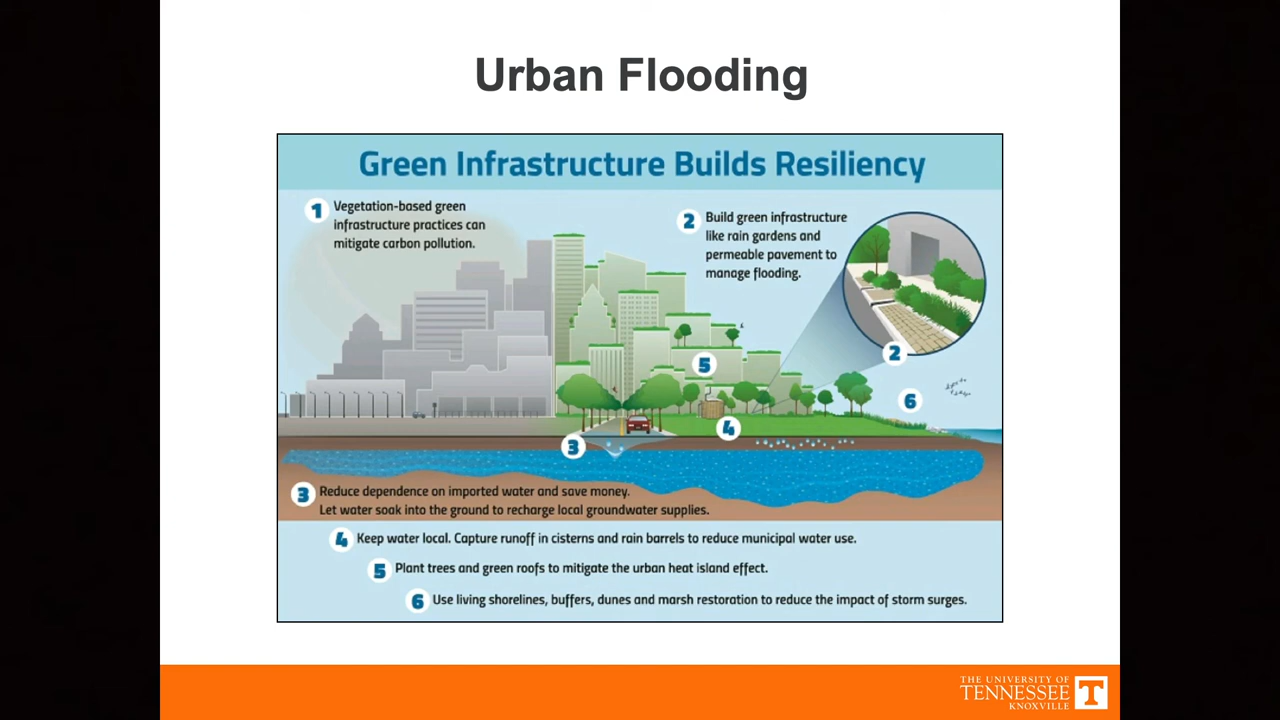 Urban Flooding
Green Infrastructure Builds Resiliency
1 Vegetation-based green
infrastructure practices can
mitigate carbon pollution.
2 Build green infrastructure
like rain gardens and
permeable pavement to
manage flooding.
2
5
6
4
3
3 Reduce dependence on imported water and save money.
Let water soak into the ground to recharge local groundwater supplies.
4 Keep water local. Capture runoff in cisterns and rain barrels to reduce municipal water use.
5 Plant trees and green roofs to mitigate the urban heat island effect.
6 Use living shorelines, buffers, dunes and marsh restoration to reduce the impact of storm surges.
THE UNIVERSITY OF
TENNESSEE
KNOXVILLE
T